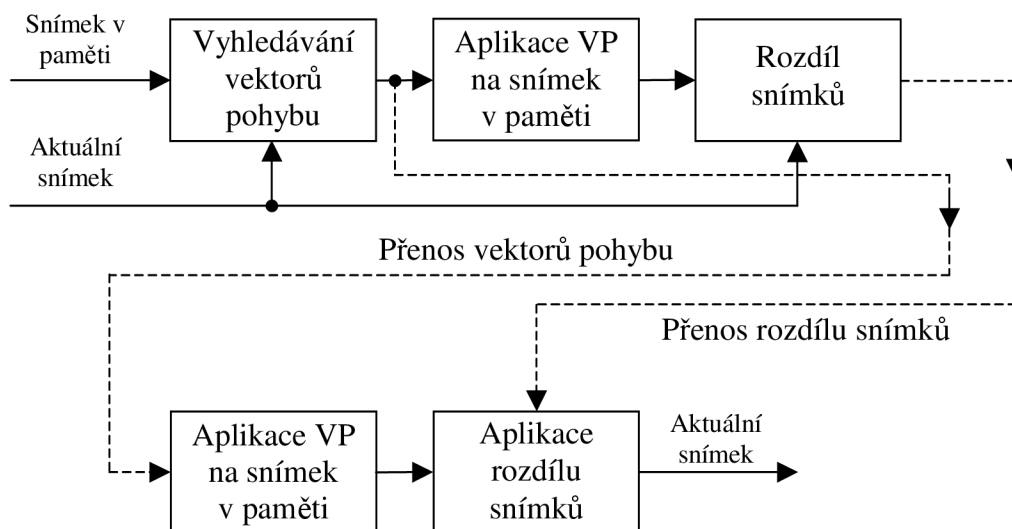 Snímek v
paměti
Vyhledávání
vektorů
pohybu
Aplikace VP
na snímek
v paměti
Rozdíl
snímků
Aktuální
snímek
Přenos vektorů pohybu
Přenos rozdílu snímků
Aplikace VP
na snímek
v paměti
Aplikace
rozdílu
snímků
Aktuální
snímek